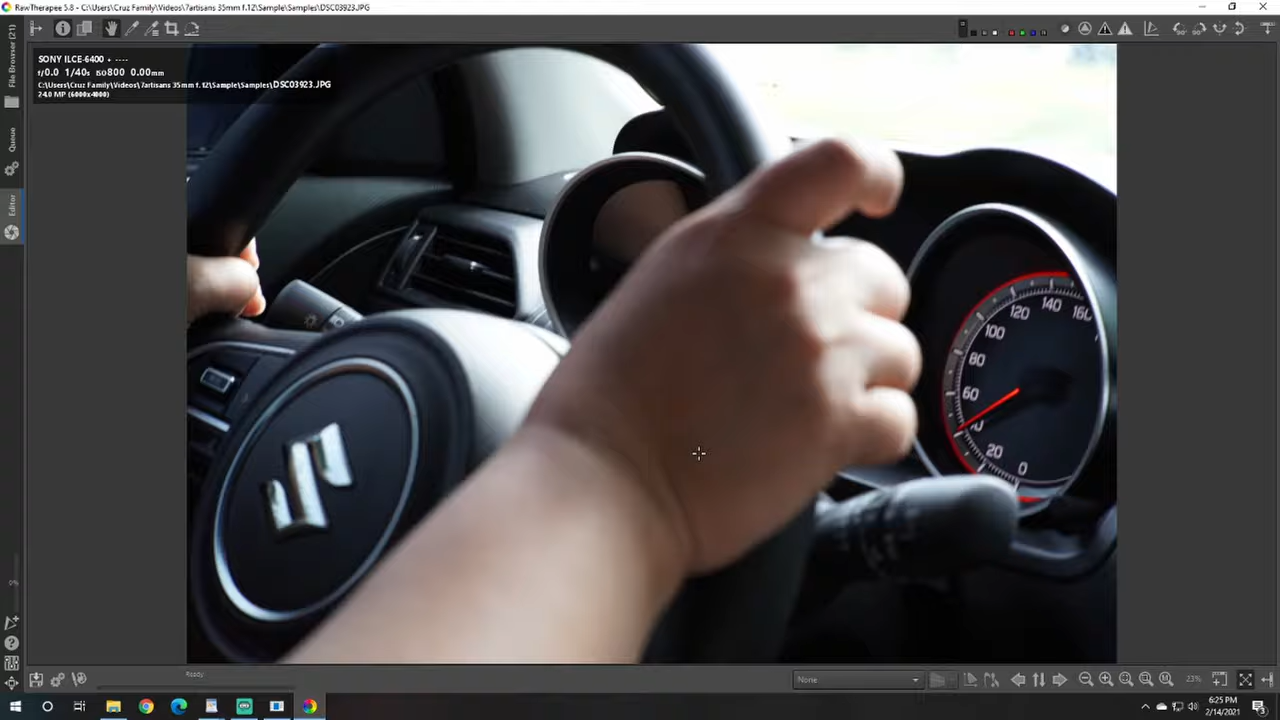 RawTherapee 5.8 - C:\Users\Cruz Family\Videos\7artisans 35mm f.12\Sample\Samples\DSC03923.JPG
File Browser (21)
Queue
Editor
SONY ILCE-6400 + ----
f/0.0 1/40s ISO800 0.00mm
C:\Users\Cruz Family\Videos\7artisans 35mm f.12\Sample\Samples\DSC03923.JPG
24.0 MP (6000x4000)
160
140
120
100
80
60
20
0
0%
Ready
None
23%
6:25 PM
2/14/2021